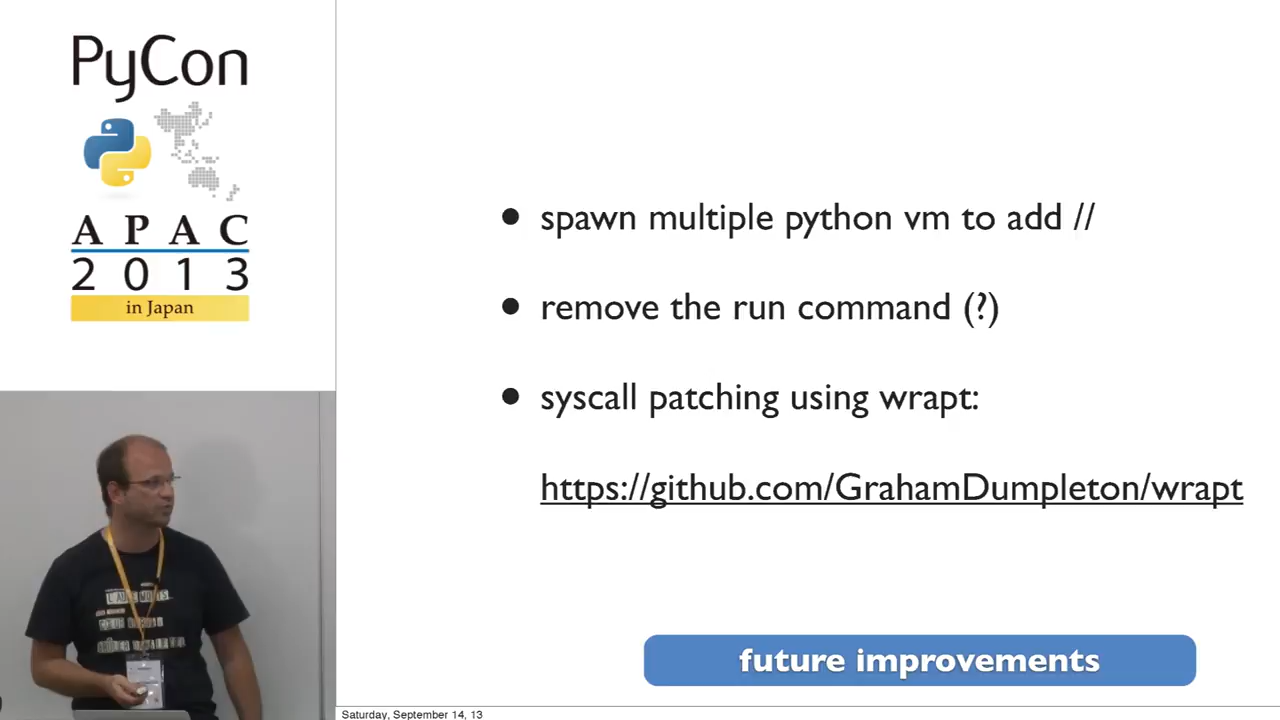 PyCon
APAC
2013
in Japan
• spawn multiple python vm to add //
• remove the run command (?)
• syscall patching using wrapt:
https://github.com/GrahamDumpleton/wrapt
future improvements
Saturday, September 14, 13